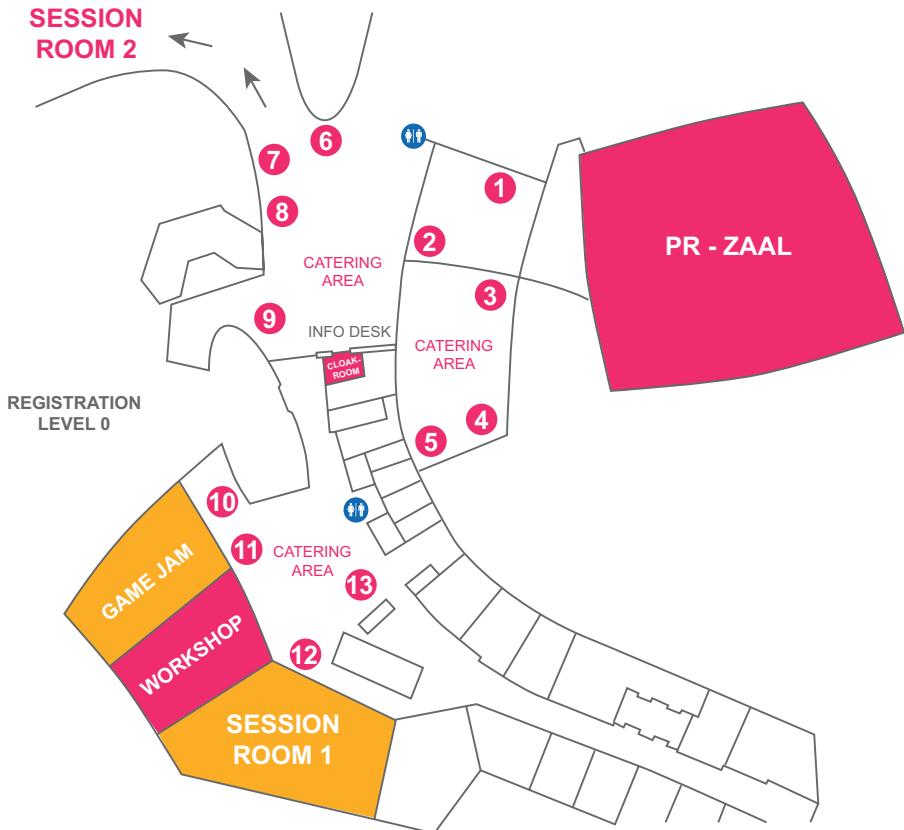 SESSION
ROOM 2
6
7
1
8
2
PR - ZAAL
CATERING
AREA
3
9
INFO DESK
CATERING
AREA
CLOAK-
ROOM
REGISTRATION
LEVEL 0
4
5
10
11
CATERING
AREA
GAME JAM
13
WORKSHOP
12
SESSION
ROOM 1